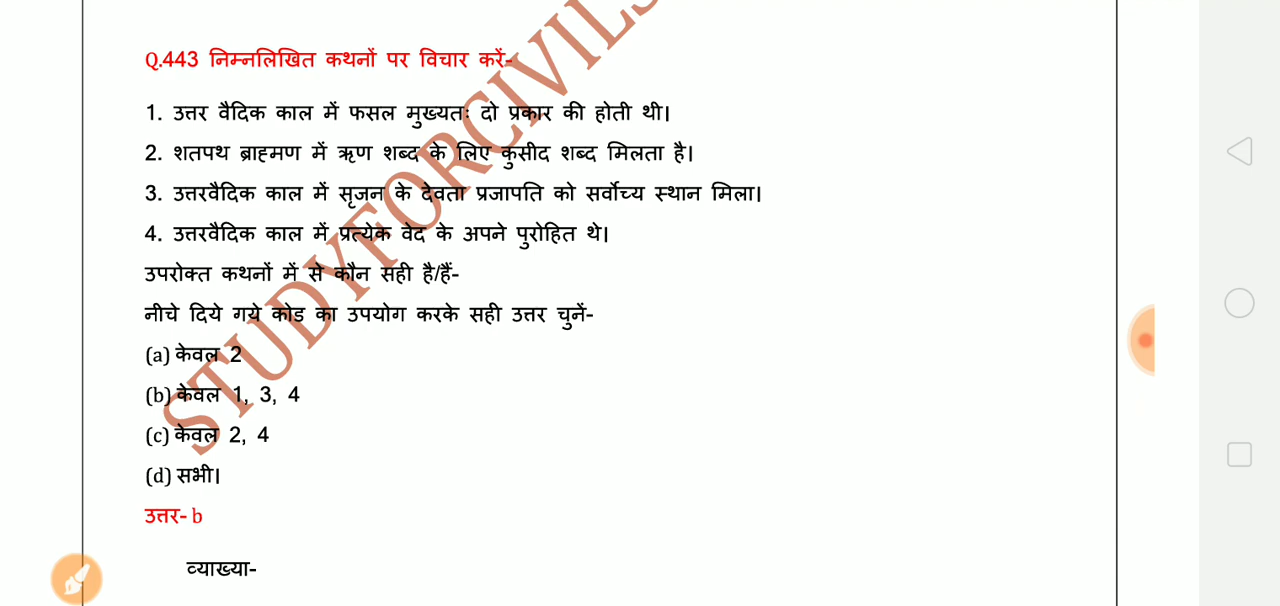 Q.443 निम्नलिखित कथनों पर विचार करें-
1. उत्तर वैदिक काल में फसल मुख्यतः दो प्रकार की होती थी।
2. शतपथ ब्राह्मण में ऋण शब्द के लिए कुसीद शब्द मिलता है।
3. उत्तरवैदिक काल में सृजन के देवता प्रजापति को सर्वोच्य स्थान मिला।
4. उत्तरवैदिक काल में प्रत्येक वेद के अपने पुरोहित थे।
उपरोक्त कथनों में से कौन सही है/हैं-
नीचे दिये गये कोड का उपयोग करके सही उत्तर चुनें-
(a) केवल 2
(b) केवल 1, 3, 4
(c) केवल 2, 4
(d) सभी।
उत्तर- b
व्याख्या-
STUDYFORCIVILS